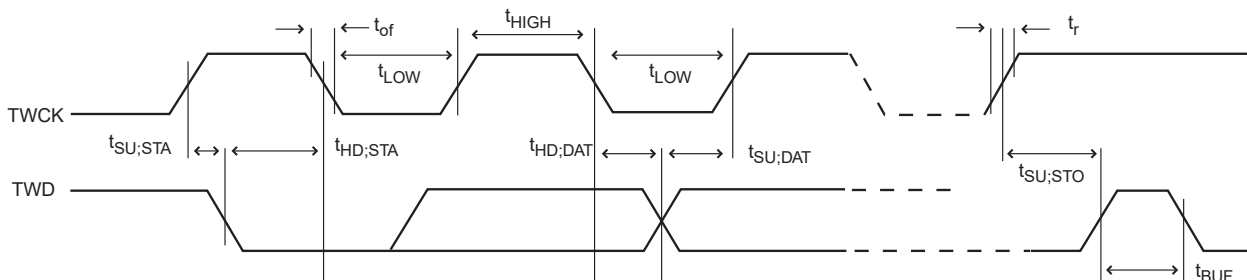 t_of
t_HIGH
t_r
t_LOW
t_LOW
TWCK
t_SU;STA
t_HD;STA
t_HD;DAT
t_SU;DAT
t_SU;STO
TWD
t_BUF